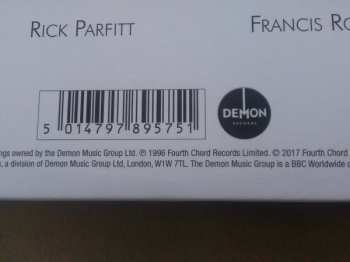 RICK PARFITT
FRANCIS RO
DEMON
RECORDS
5 014797 895751
ngs owned by the Demon Music Group Ltd. ℗ 1996 Fourth Chord Records Limited. © 2017 Fourth Chord
, a division of Demon Music Group Ltd, London, W1W 7TL. The Demon Music Group is a BBC Worldwide c